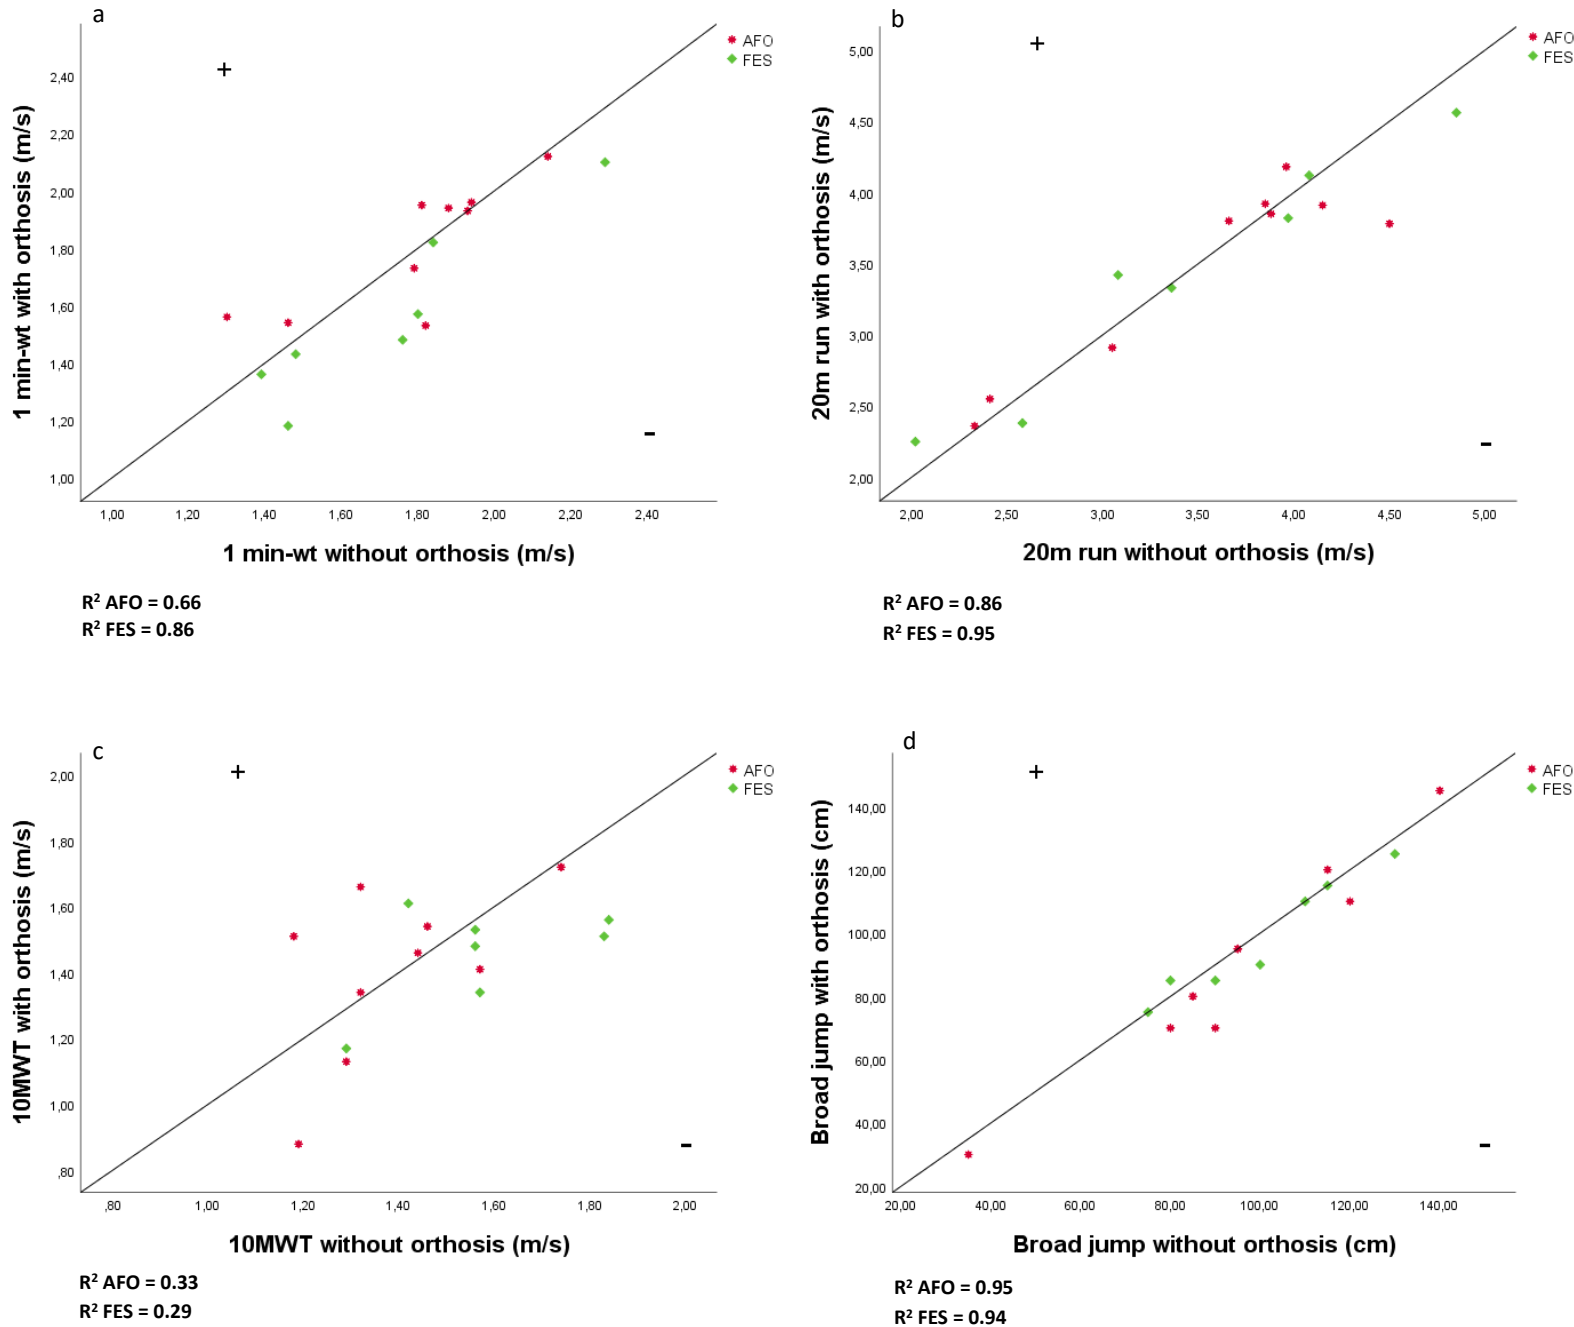 a
+
AFO
FES
1 min-wt with orthosis (m/s)
2,40
2,20
2,00
1,80
1,60
1,40
1,20
1,00
-
1,00 1,20 1,40 1,60 1,80 2,00 2,20 2,40
1 min-wt without orthosis (m/s)
R² AFO = 0.66
R² FES = 0.86
b
+
AFO
FES
20m run with orthosis (m/s)
5,00
4,50
4,00
3,50
3,00
2,50
2,00
-
2,00 2,50 3,00 3,50 4,00 4,50 5,00
20m run without orthosis (m/s)
R² AFO = 0.86
R² FES = 0.95
c
+
AFO
FES
10MWT with orthosis (m/s)
2,00
1,80
1,60
1,40
1,20
1,00
,80
-
,80 1,00 1,20 1,40 1,60 1,80 2,00
10MWT without orthosis (m/s)
R² AFO = 0.33
R² FES = 0.29
d
+
AFO
FES
Broad jump with orthosis (cm)
140,00
120,00
100,00
80,00
60,00
40,00
20,00
-
20,00 40,00 60,00 80,00 100,00 120,00 140,00
Broad jump without orthosis (cm)
R² AFO = 0.95
R² FES = 0.94